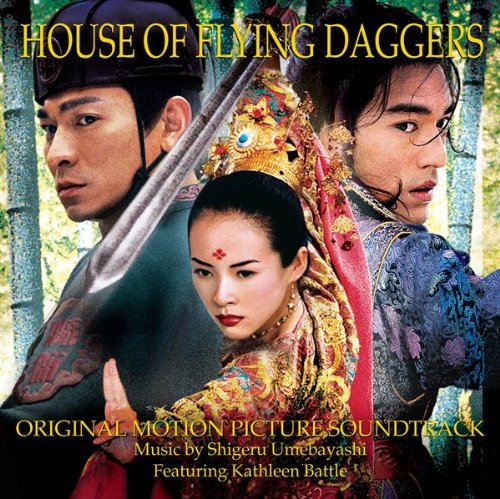 HOUSE OF FLYING DAGGERS
ORIGINAL MOTION PICTURE SOUNDTRACK
Music by Shigeru Umebayashi
Featuring Kathleen Battle